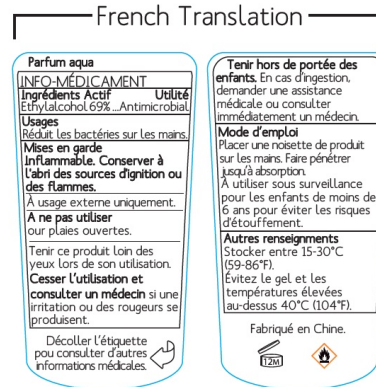 French Translation
Parfum aqua
INFO-MÉDICAMENT
Ingrédients Actif Utilité
Ethylalcohol 69%...Antimicrobial
Usages
Réduit les bactéries sur les mains.
Mises en garde
Inflammable. Conserver à
l'abri des sources d'ignition ou
des flammes.
À usage externe uniquement.
A ne pas utiliser
our plaies ouvertes.
Tenir ce produit loin des
yeux lors de son utilisation.
Cesser l'utilisation et
consulter un médecin si une
irritation ou des rougeurs se
produisent.
Décoller l'étiquette
pou consulter d'autres
informations médicales.
Tenir hors de portée des
enfants. En cas d'ingestion,
demander une assistance
médicale ou consulter
immédiatement un médecin.
Mode d'emploi
Placer une noisette de produit
sur les mains. Faire pénétrer
jusqu'à absorption.
À utiliser sous surveillance
pour les enfants de moins de
6 ans pour éviter les risques
d'étouffement.
Autres renseignments
Stocker entre 15-30°C
(59-86°F).
Évitez le gel et les
températures élevées
au-dessus 40°C (104°F).
Fabriqué en Chine.
12M